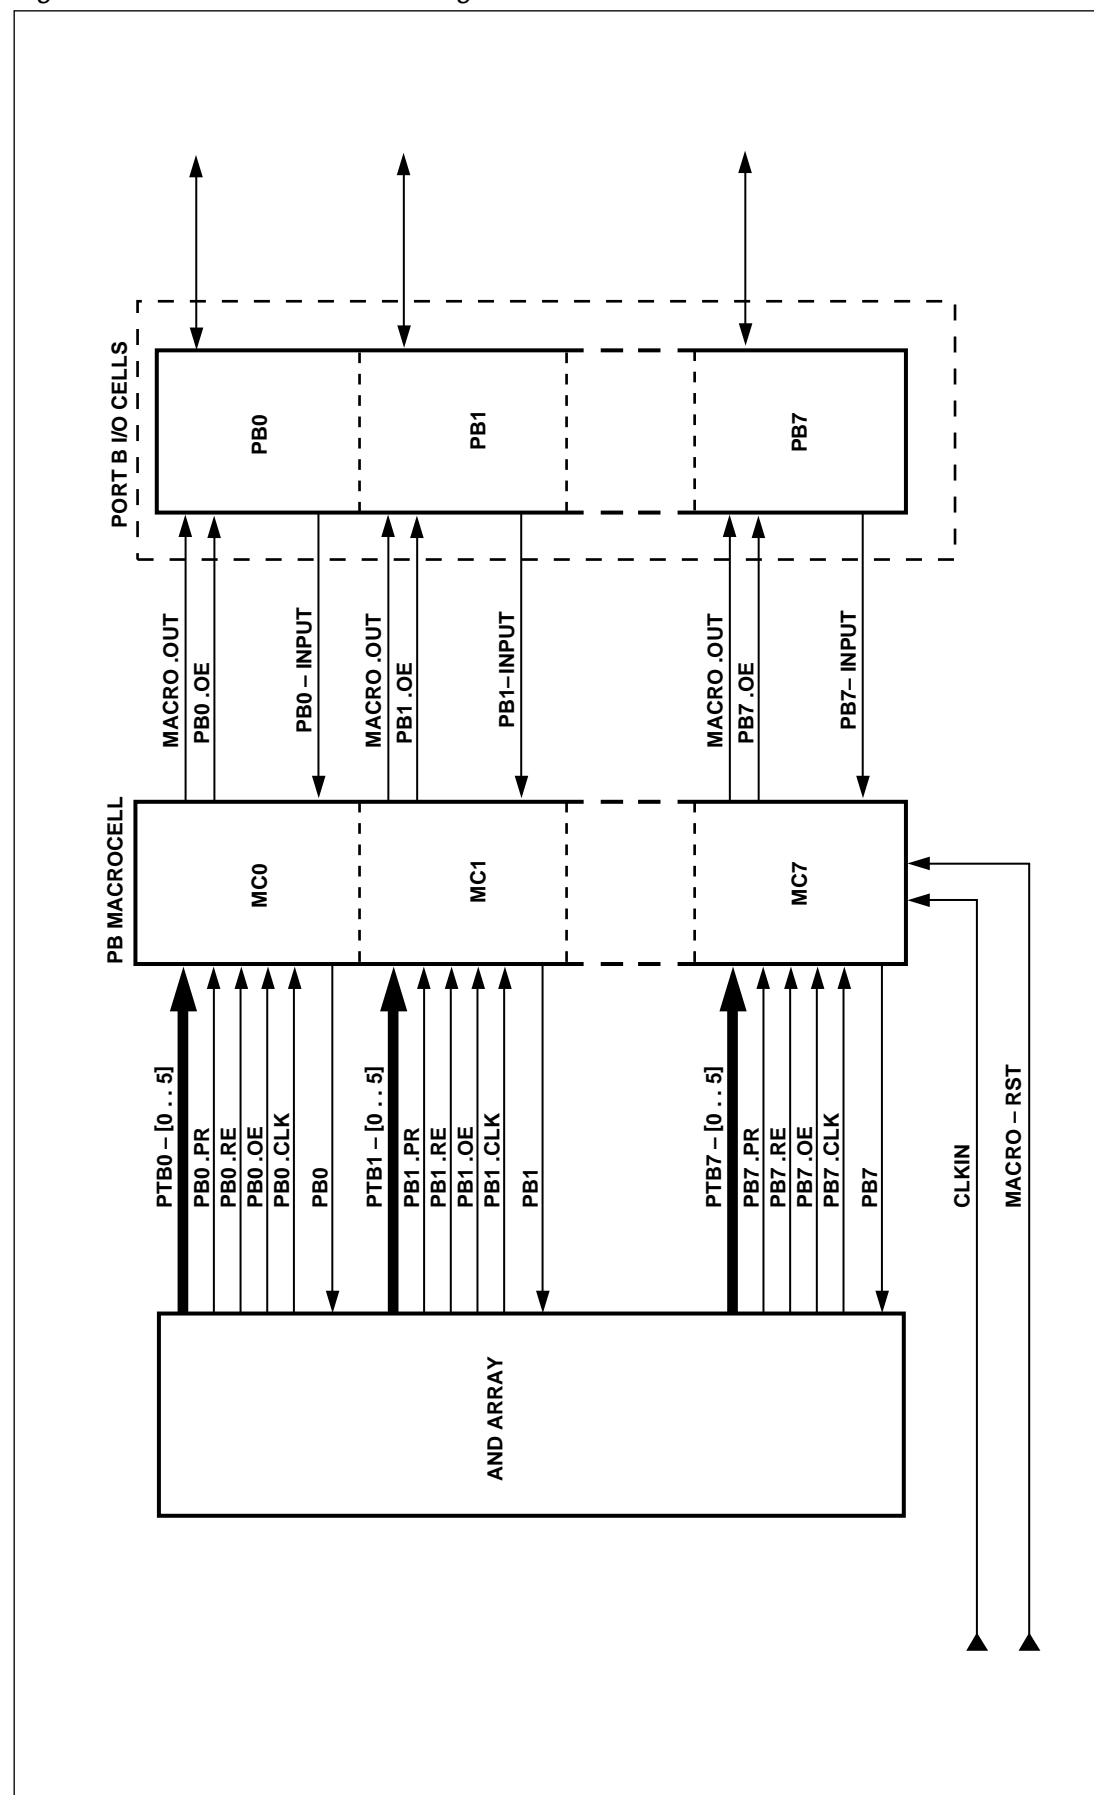 PORT B I/O CELLS
PB0
PB1
PB7
MACRO .OUT
PB0 .OE
PB0 – INPUT
MACRO .OUT
PB1 .OE
PB1– INPUT
MACRO .OUT
PB7 .OE
PB7– INPUT
PB MACROCELL
MC0
MC1
MC7
PTB0 – [0 . . 5]
PB0 .PR
PB0 .RE
PB0 .OE
PB0 .CLK
PB0
PTB1 – [0 . . 5]
PB1 .PR
PB1 .RE
PB1 .OE
PB1 .CLK
PB1
PTB7 – [0 . . 5]
PB7 .PR
PB7 .RE
PB7 .OE
PB7 .CLK
PB7
CLKIN
MACRO – RST
AND ARRAY